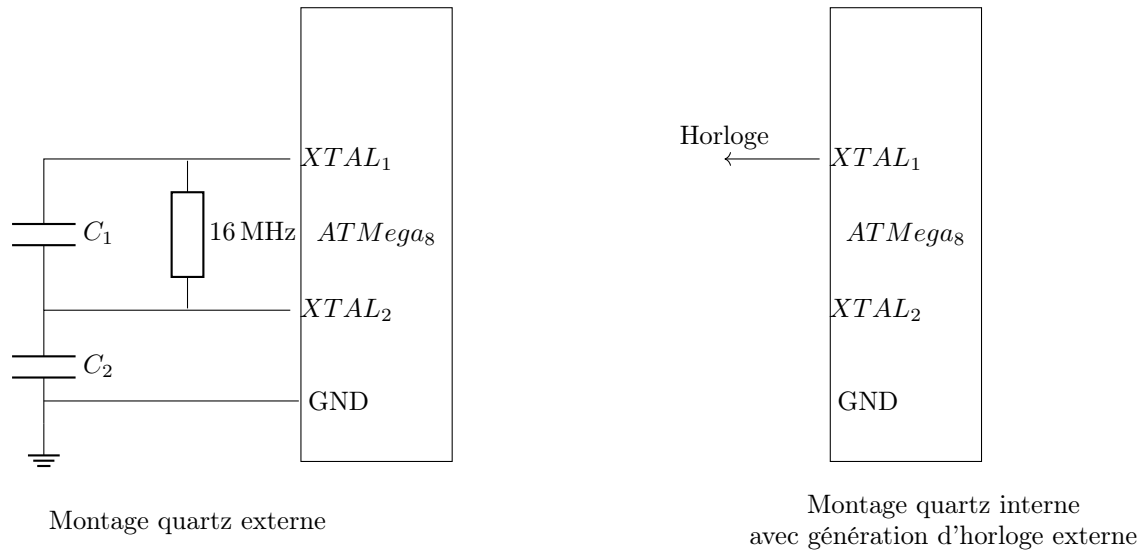 XTAL₁
C₁
16 MHz
ATMega₈
XTAL₂
C₂
GND
Montage quartz externe
Horloge
XTAL₁
ATMega₈
XTAL₂
GND
Montage quartz interne
avec génération d'horloge externe